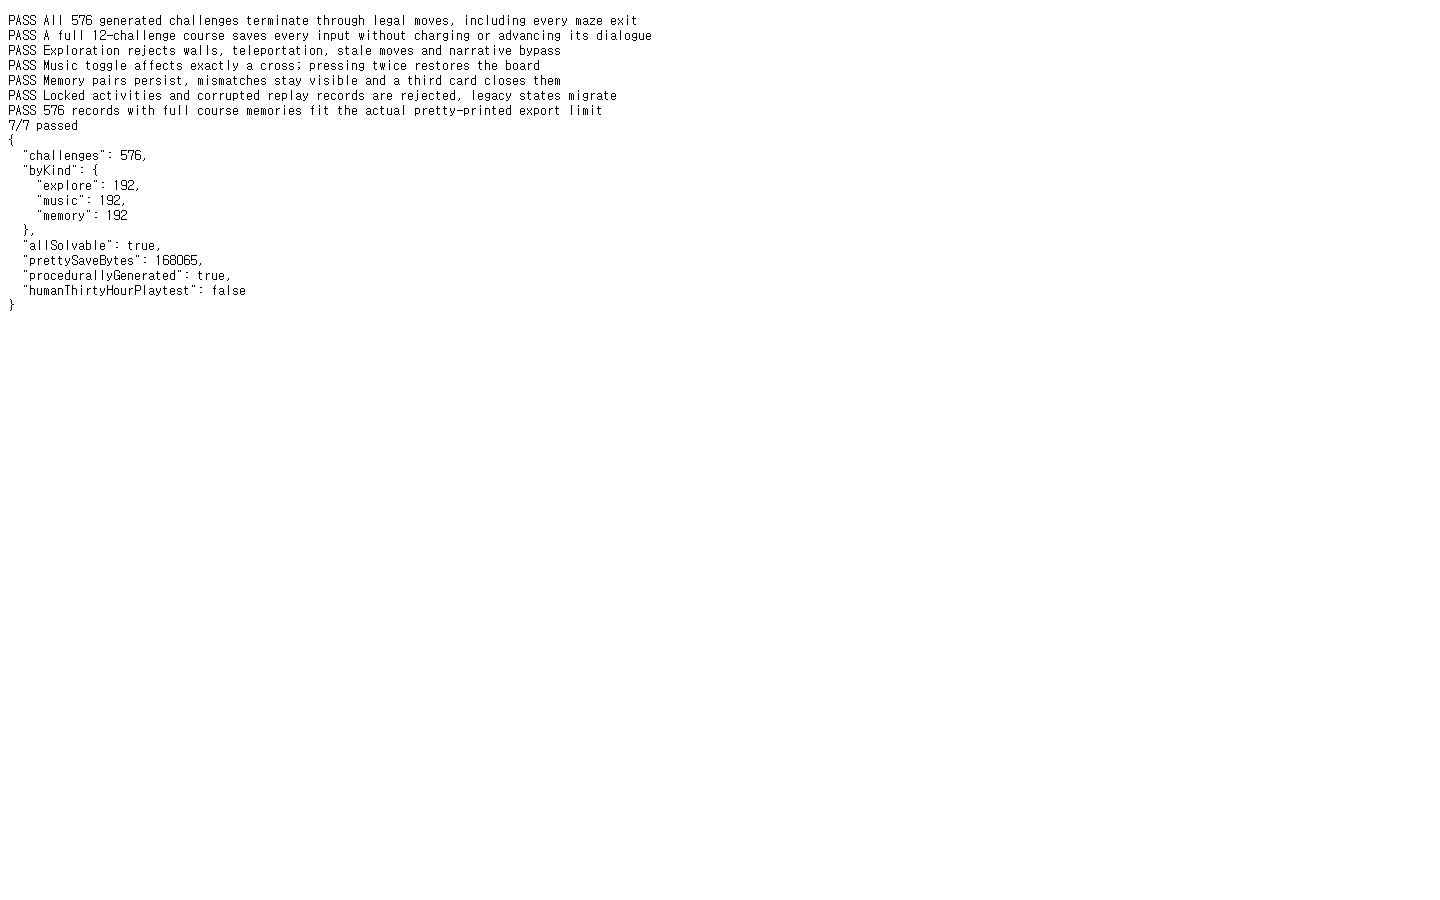 PASS All 576 generated challenges terminate through legal moves, including every maze exit
PASS A full 12-challenge course saves every input without charging or advancing its dialogue
PASS Exploration rejects walls, teleportation, stale moves and narrative bypass
PASS Music toggle affects exactly a cross; pressing twice restores the board
PASS Memory pairs persist, mismatches stay visible and a third card closes them
PASS Locked activities and corrupted replay records are rejected, legacy states migrate
PASS 576 records with full course memories fit the actual pretty-printed export limit
7/7 passed
{
  "challenges": 576,
  "byKind": {
    "explore": 192,
    "music": 192,
    "memory": 192
  },
  "allSolvable": true,
  "prettySaveBytes": 168065,
  "procedurallyGenerated": true,
  "humanThirtyHourPlaytest": false
}